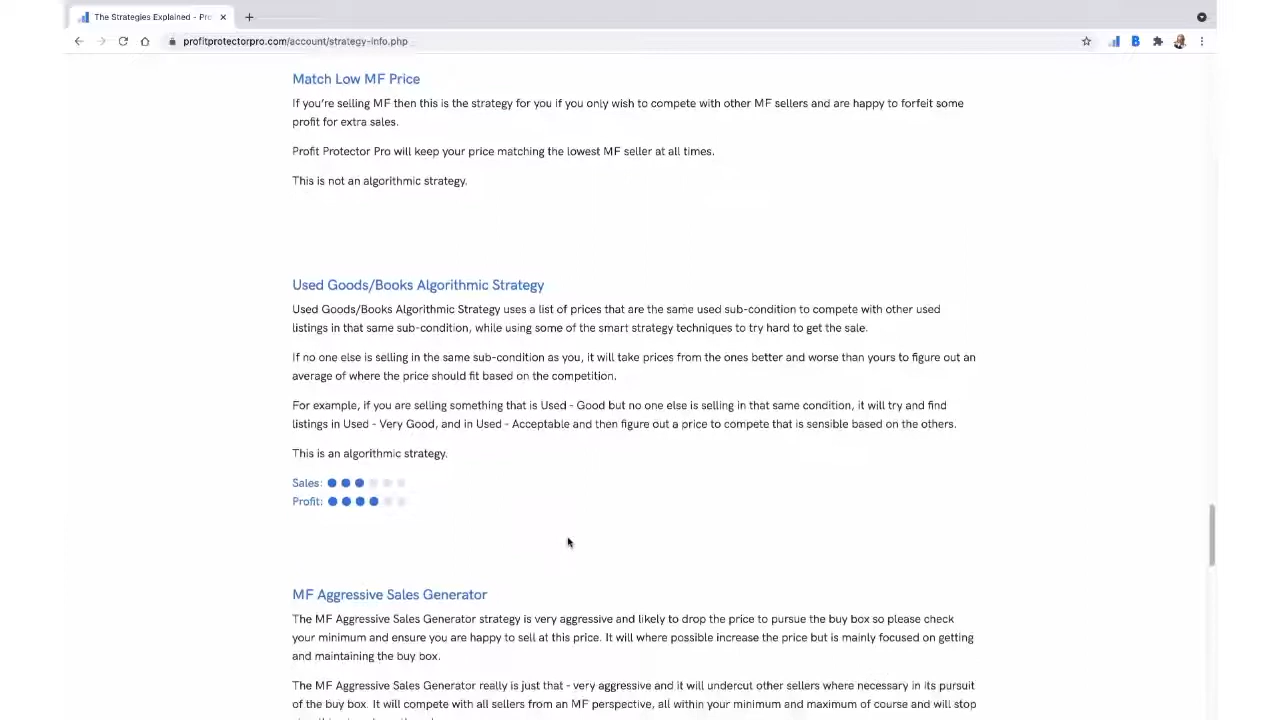 The Strategies Explained - Pro
profitprotectorpro.com/account/strategy-info.php
Match Low MF Price
If you're selling MF then this is the strategy for you if you only wish to compete with other MF sellers and are happy to forfeit some
profit for extra sales.
Profit Protector Pro will keep your price matching the lowest MF seller at all times.
This is not an algorithmic strategy.
Used Goods/Books Algorithmic Strategy
Used Goods/Books Algorithmic Strategy uses a list of prices that are the same used sub-condition to compete with other used
listings in that same sub-condition, while using some of the smart strategy techniques to try hard to get the sale.
If no one else is selling in the same sub-condition as you, it will take prices from the ones better and worse than yours to figure out an
average of where the price should fit based on the competition.
For example, if you are selling something that is Used - Good but no one else is selling in that same condition, it will try and find
listings in Used - Very Good, and in Used - Acceptable and then figure out a price to compete that is sensible based on the others.
This is an algorithmic strategy.
Sales:
Profit:
MF Aggressive Sales Generator
The MF Aggressive Sales Generator strategy is very aggressive and likely to drop the price to pursue the buy box so please check
your minimum and ensure you are happy to sell at this price. It will where possible increase the price but is mainly focused on getting
and maintaining the buy box.
The MF Aggressive Sales Generator really is just that - very aggressive and it will undercut other sellers where necessary in its pursuit
of the buy box. It will compete with all sellers from an MF perspective, all within your minimum and maximum of course and will stop